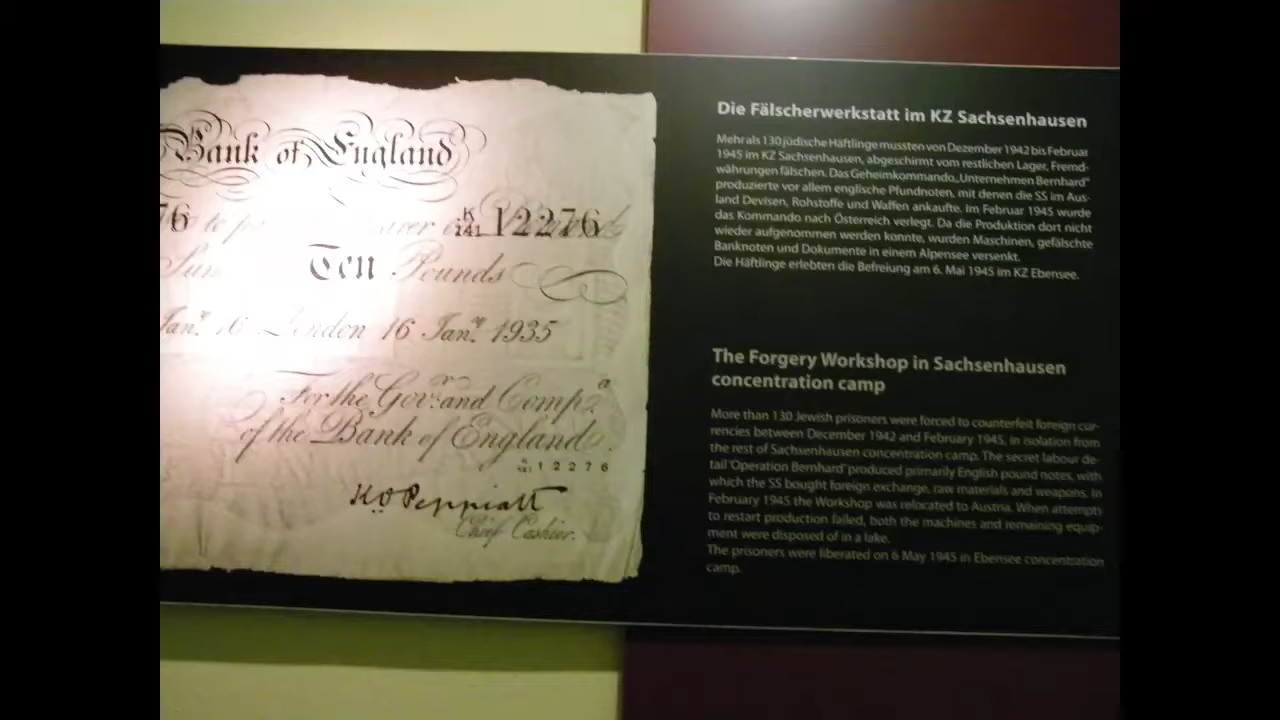 Bank of England
76 to p K 141 12276
Sum Ten Pounds
Jan.ry 16 London 16 Jan.ry 1935
For the Gov.r and Comp.a
of the Bank of England.
K 141 12276
K O Peppiatt
Chief Cashier.
Die Fälscherwerkstatt im KZ Sachsenhausen
Mehr als 130 jüdische Häftlinge mussten von Dezember 1942 bis Februar
1945 im KZ Sachsenhausen, abgeschirmt vom restlichen Lager, Fremd-
währungen fälschen. Das Geheimkommando „Unternehmen Bernhard"
produzierte vor allem englische Pfundnoten, mit denen die SS im Aus-
land Devisen, Rohstoffe und Waffen ankaufte. Im Februar 1945 wurde
das Kommando nach Österreich verlegt. Da die Produktion dort nicht
wieder aufgenommen werden konnte, wurden Maschinen, gefälschte
Banknoten und Dokumente in einem Alpensee versenkt.
Die Häftlinge erlebten die Befreiung am 6. Mai 1945 im KZ Ebensee.
The Forgery Workshop in Sachsenhausen
concentration camp
More than 130 Jewish prisoners were forced to counterfeit foreign cur-
rencies between December 1942 and February 1945, in isolation from
the rest of Sachsenhausen concentration camp. The secret labour de-
tail 'Operation Bernhard' produced primarily English pound notes, with
which the SS bought foreign exchange, raw materials and weapons. In
February 1945 the Workshop was relocated to Austria. When attempts
to restart production failed, both the machines and remaining equip-
ment were disposed of in a lake.
The prisoners were liberated on 6 May 1945 in Ebensee concentration
camp.